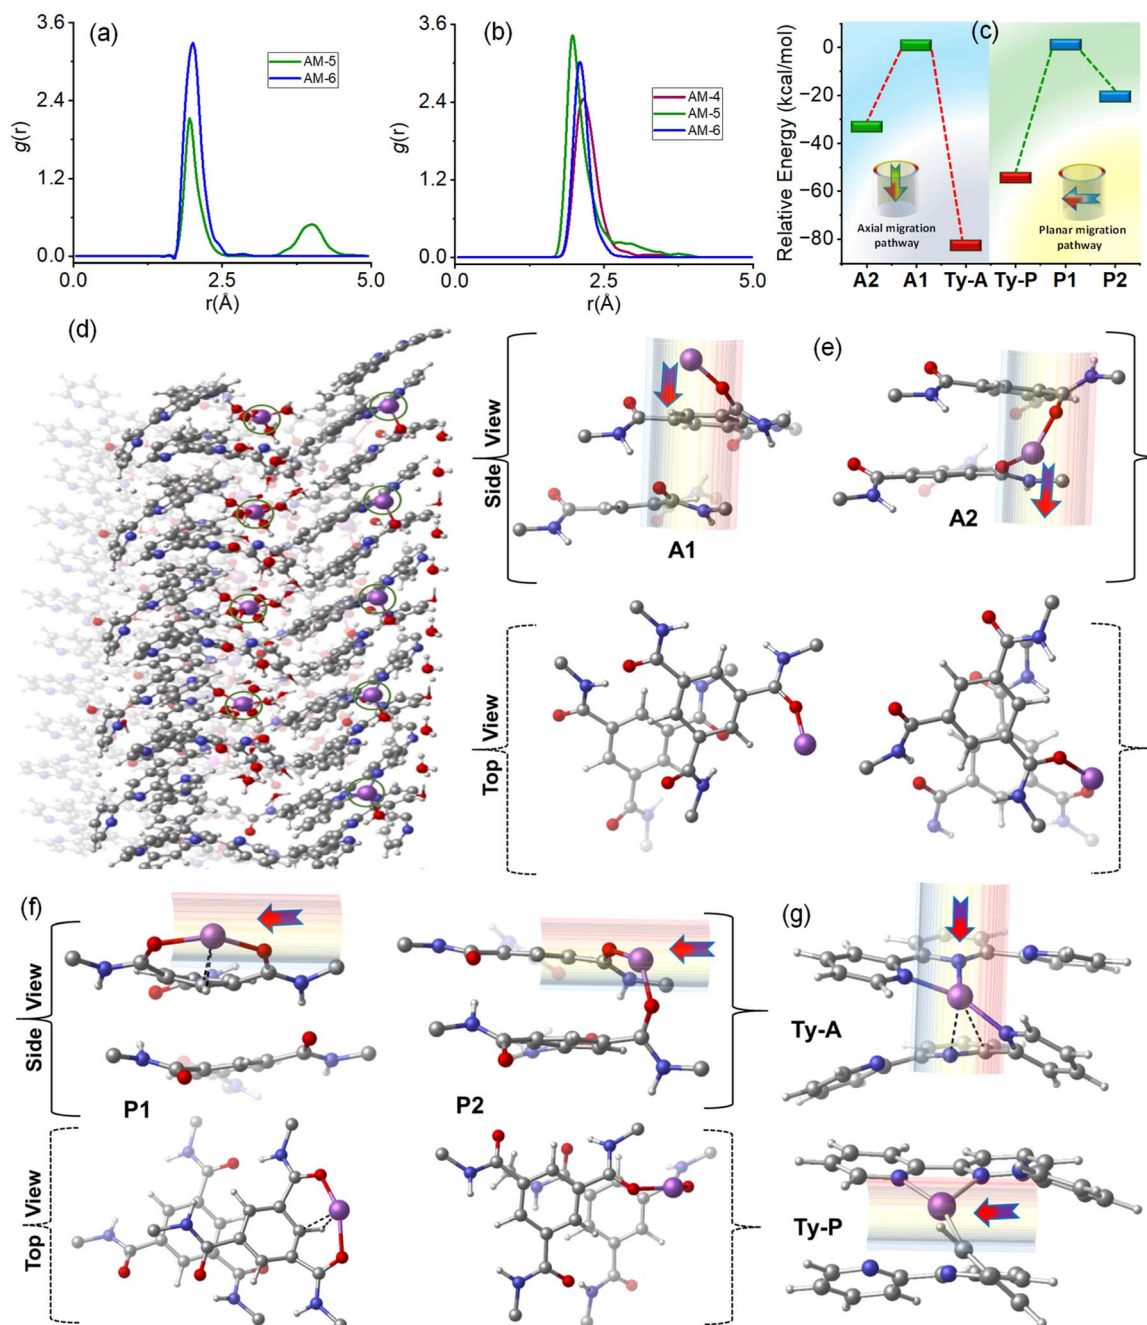 (a)
g(r)
3.6
2.4
1.2
0.0
AM-5
AM-6
0.0
2.5
5.0
r(Å)
(b)
g(r)
3.6
2.4
1.2
0.0
AM-4
AM-5
AM-6
0.0
2.5
5.0
r(Å)
(c)
Relative Energy (kcal/mol)
0
−20
−40
−60
−80
Axial migration
pathway
Planar migration
pathway
A2 A1 Ty-A Ty-P P1 P2
(d)
Side View
A1
(e)
A2
Top View
(f)
Side View
P1
P2
Top View
(g)
Ty-A
Ty-P